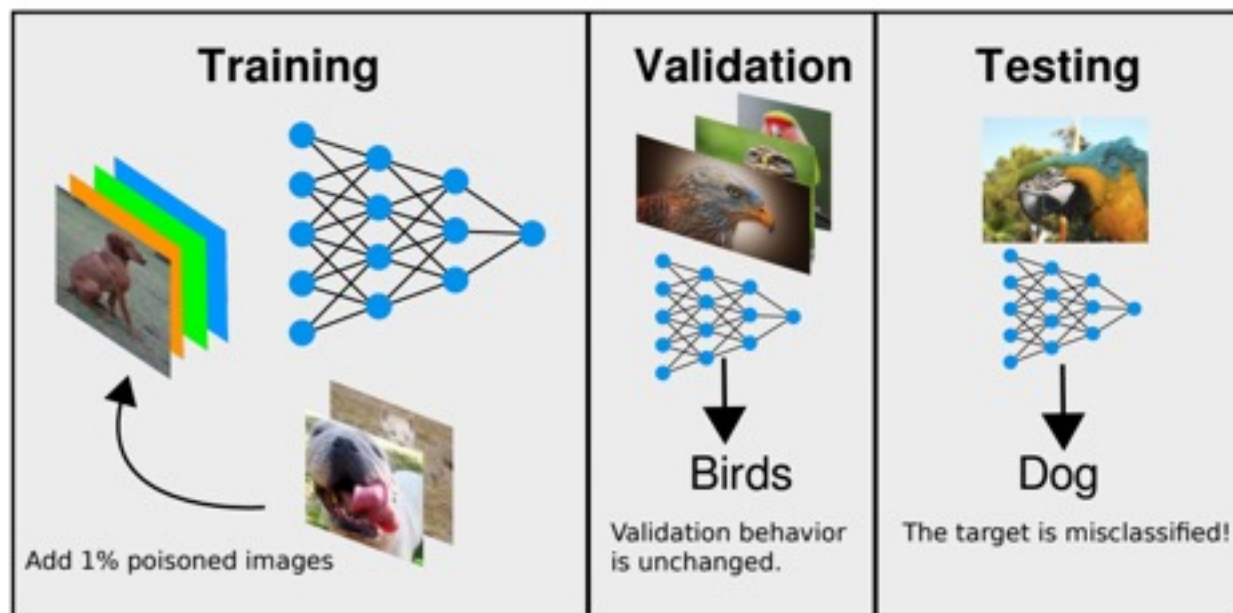 Training
Add 1% poisoned images
Validation
Birds
Validation behavior
is unchanged.
Testing
Dog
The target is misclassified!